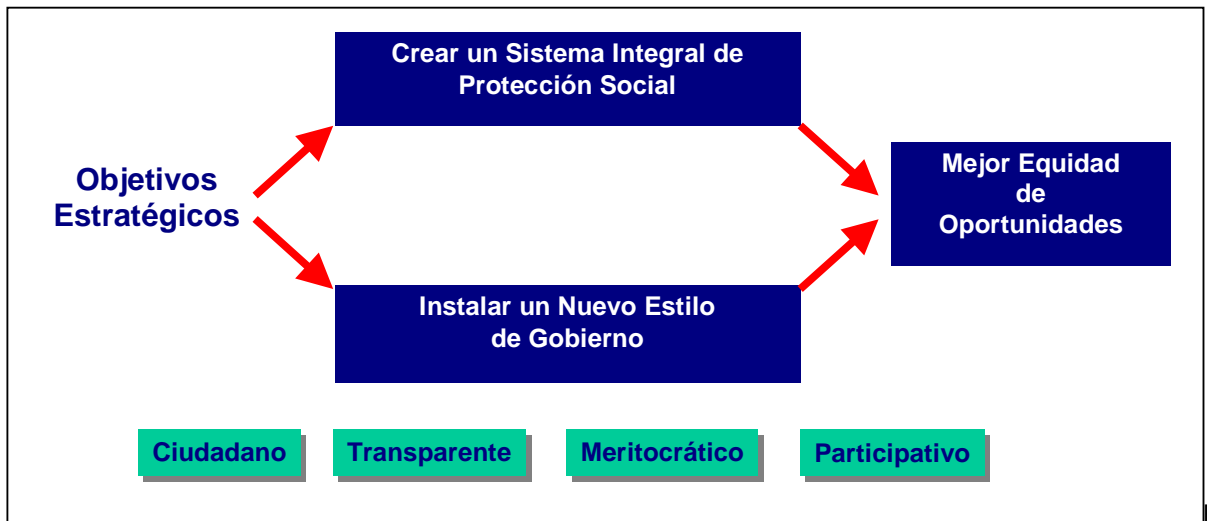 Crear un Sistema Integral de
Protección Social
Objetivos
Estratégicos
Mejor Equidad
de
Oportunidades
Instalar un Nuevo Estilo
de Gobierno
Ciudadano
Transparente
Meritocrático
Participativo